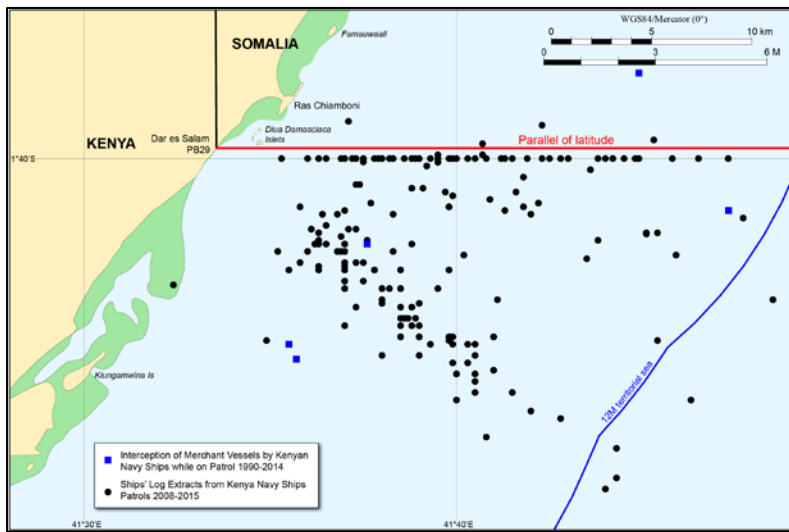 WGS84/Mercator (0°)
0 5 10 km
0 3 6 M
SOMALIA
Famauwaali
Ras Chiamboni
KENYA
Dar es Salam
PB29
Diua Damasciaca
Islets
Parallel of latitude
1°40'S
Kiungamwina Is
12M territorial sea
Interception of Merchant Vessels by Kenyan
Navy Ships while on Patrol 1990-2014
Ships' Log Extracts from Kenya Navy Ships
Patrols 2008-2015
41°30'E
41°40'E